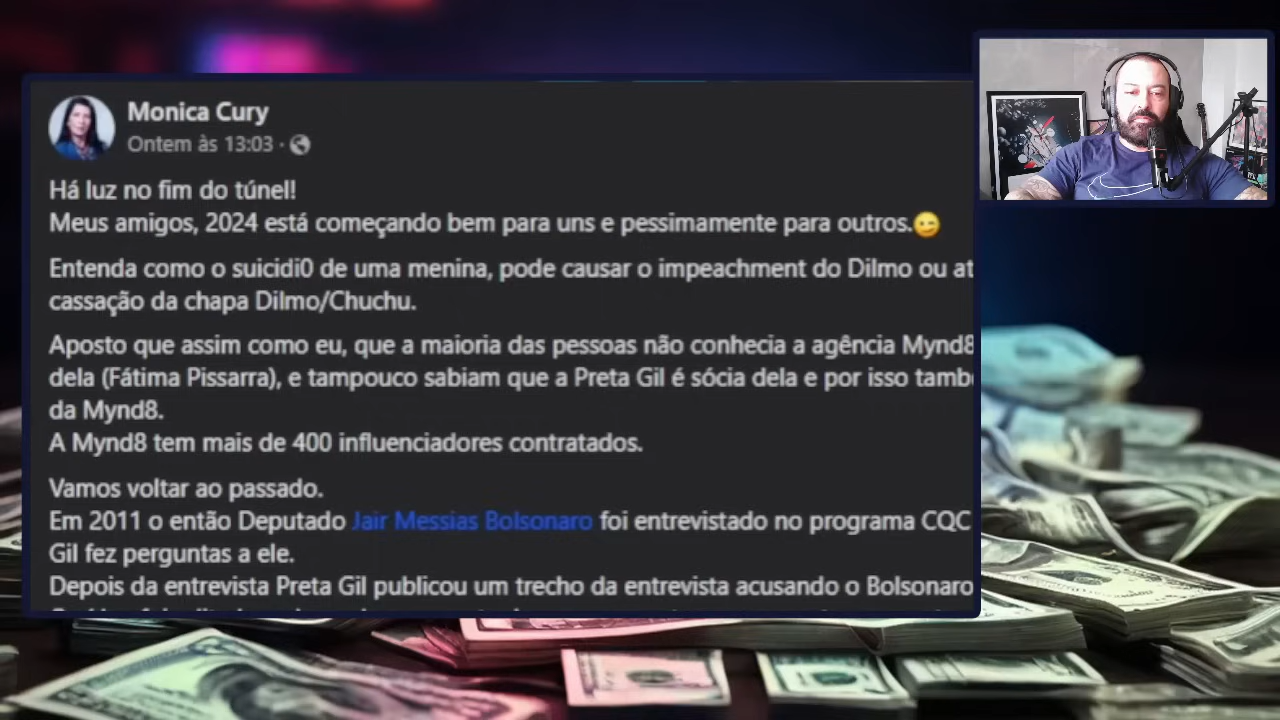 Monica Cury
Ontem às 13:03 ·
Há luz no fim do túnel!
Meus amigos, 2024 está começando bem para uns e pessimamente para outros.😉
Entenda como o suicidi0 de uma menina, pode causar o impeachment do Dilmo ou at
cassação da chapa Dilmo/Chuchu.
Aposto que assim como eu, que a maioria das pessoas não conhecia a agência Mynd8
dela (Fátima Pissarra), e tampouco sabiam que a Preta Gil é sócia dela e por isso tamb
da Mynd8.
A Mynd8 tem mais de 400 influenciadores contratados.
Vamos voltar ao passado.
Em 2011 o então Deputado Jair Messias Bolsonaro foi entrevistado no programa CQC
Gil fez perguntas a ele.
Depois da entrevista Preta Gil publicou um trecho da entrevista acusando o Bolsonaro